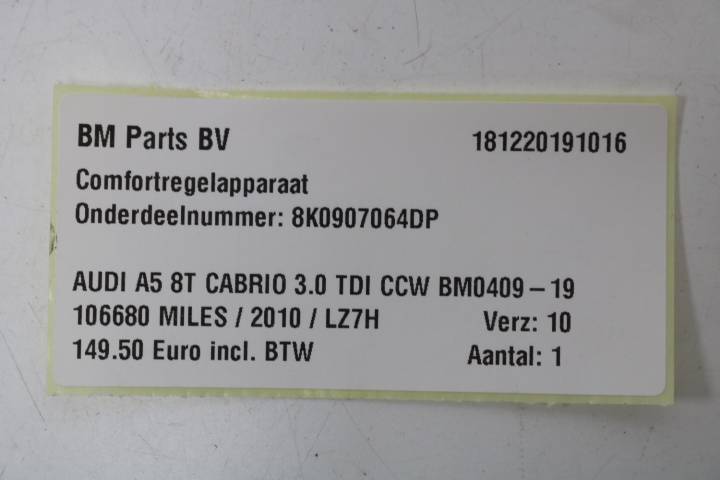 BM Parts BV 181220191016
Comfortregelapparaat
Onderdeelnummer: 8K0907064DP
AUDI A5 8T CABRIO 3.0 TDI CCW BM0409-19
106680 MILES / 2010 / LZ7H Verz: 10
149.50 Euro incl. BTW Aantal: 1